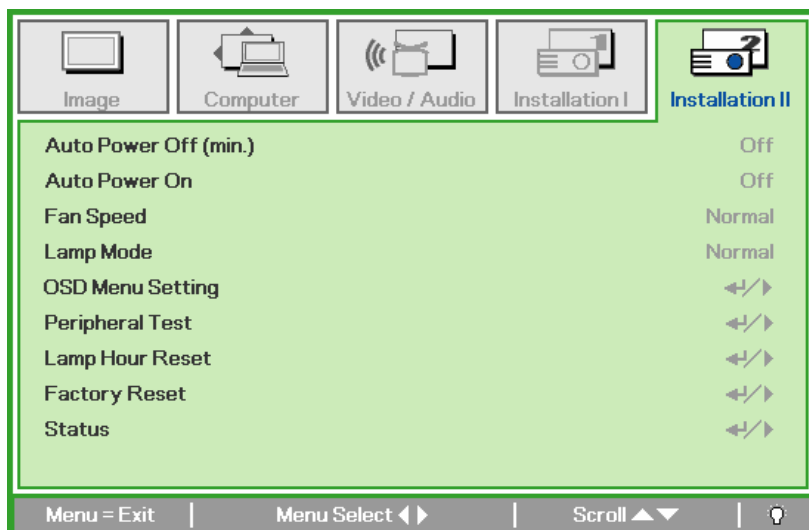 Image Computer Video / Audio Installation I Installation II
Auto Power Off (min.) Off
Auto Power On Off
Fan Speed Normal
Lamp Mode Normal
OSD Menu Setting
Peripheral Test
Lamp Hour Reset
Factory Reset
Status
Menu = Exit Menu Select Scroll